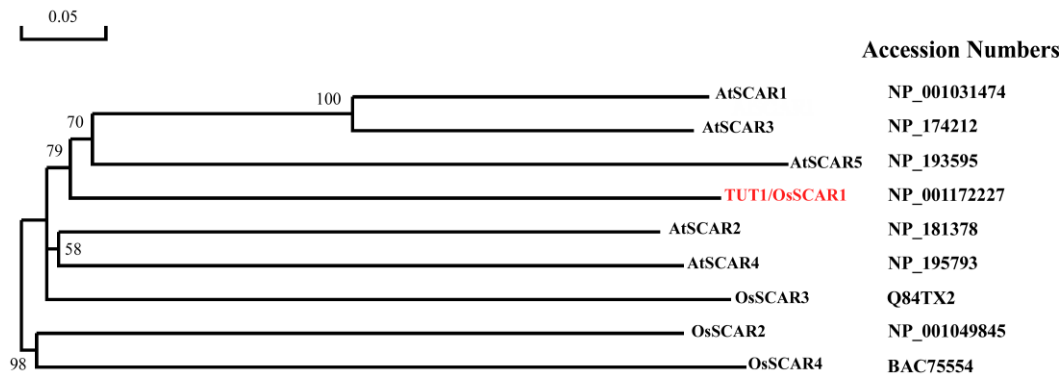 0.05
Accession Numbers
100
AtSCAR1 NP_001031474
70
AtSCAR3 NP_174212
79
AtSCAR5 NP_193595
TUT1/OsSCAR1 NP_001172227
AtSCAR2 NP_181378
58
AtSCAR4 NP_195793
OsSCAR3 Q84TX2
OsSCAR2 NP_001049845
98
OsSCAR4 BAC75554